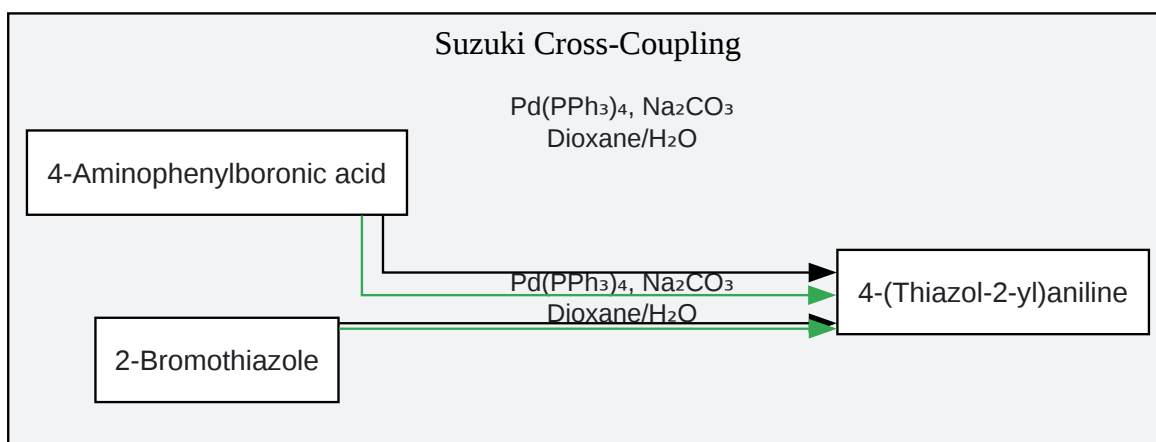 Suzuki Cross-Coupling
Pd(PPh₃)₄, Na₂CO₃
Dioxane/H₂O
4-Aminophenylboronic acid
Pd(PPh₃)₄, Na₂CO₃
Dioxane/H₂O
4-(Thiazol-2-yl)aniline
2-Bromothiazole